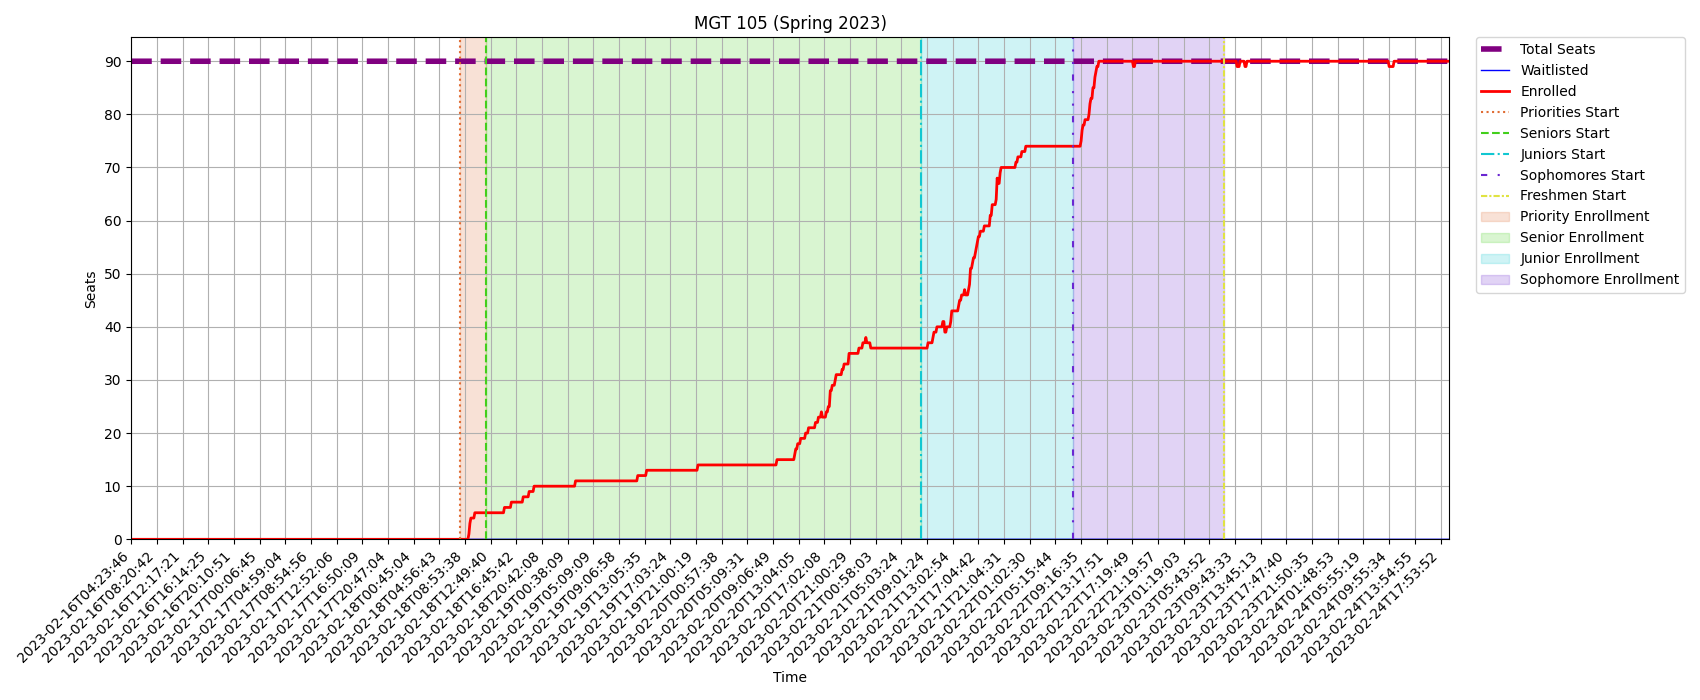 MGT 105 (Spring 2023)
Total Seats
Waitlisted
Enrolled
Priorities Start
Seniors Start
Juniors Start
Sophomores Start
Freshmen Start
Priority Enrollment
Senior Enrollment
Junior Enrollment
Sophomore Enrollment
Seats
90
80
70
60
50
40
30
20
10
0
2023-02-16T04:23:46
2023-02-16T08:20:42
2023-02-16T12:17:21
2023-02-16T16:14:25
2023-02-16T20:10:51
2023-02-17T00:06:45
2023-02-17T04:59:04
2023-02-17T08:54:56
2023-02-17T12:52:06
2023-02-17T16:50:09
2023-02-17T20:47:04
2023-02-18T00:45:04
2023-02-18T04:56:43
2023-02-18T08:53:38
2023-02-18T12:49:40
2023-02-18T16:45:42
2023-02-18T20:42:08
2023-02-19T00:38:09
2023-02-19T05:09:09
2023-02-19T09:06:58
2023-02-19T13:05:35
2023-02-19T17:03:24
2023-02-19T21:00:19
2023-02-20T00:57:38
2023-02-20T05:09:31
2023-02-20T09:06:49
2023-02-20T13:04:05
2023-02-20T17:02:08
2023-02-20T21:00:29
2023-02-21T00:58:03
2023-02-21T05:03:24
2023-02-21T09:01:24
2023-02-21T13:02:54
2023-02-21T17:04:42
2023-02-21T21:04:31
2023-02-22T01:02:30
2023-02-22T05:15:44
2023-02-22T09:16:35
2023-02-22T13:17:51
2023-02-22T17:19:49
2023-02-22T21:19:57
2023-02-23T01:19:03
2023-02-23T05:43:52
2023-02-23T09:43:33
2023-02-23T13:45:13
2023-02-23T17:47:40
2023-02-23T21:50:35
2023-02-24T01:48:53
2023-02-24T05:55:19
2023-02-24T09:55:34
2023-02-24T13:54:55
2023-02-24T17:53:52
Time